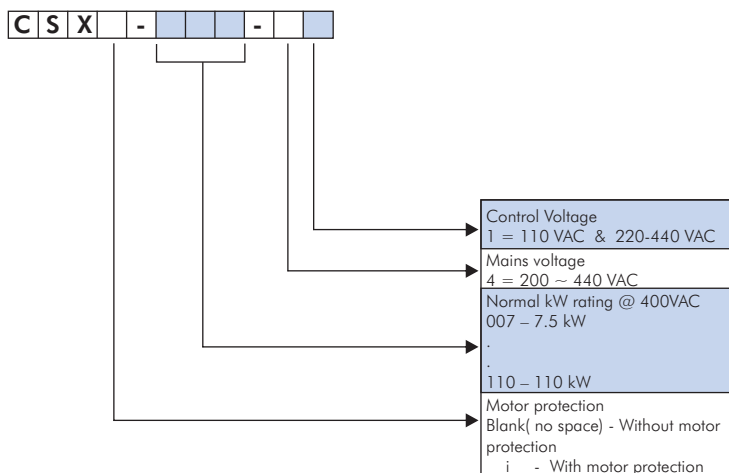 CSX - -
Control Voltage
1 = 110 VAC & 220-440 VAC
Mains voltage
4 = 200 ~ 440 VAC
Normal kW rating @ 400VAC
007 – 7.5 kW
.
.
110 – 110 kW
Motor protection
Blank( no space) - Without motor
protection
i - With motor protection